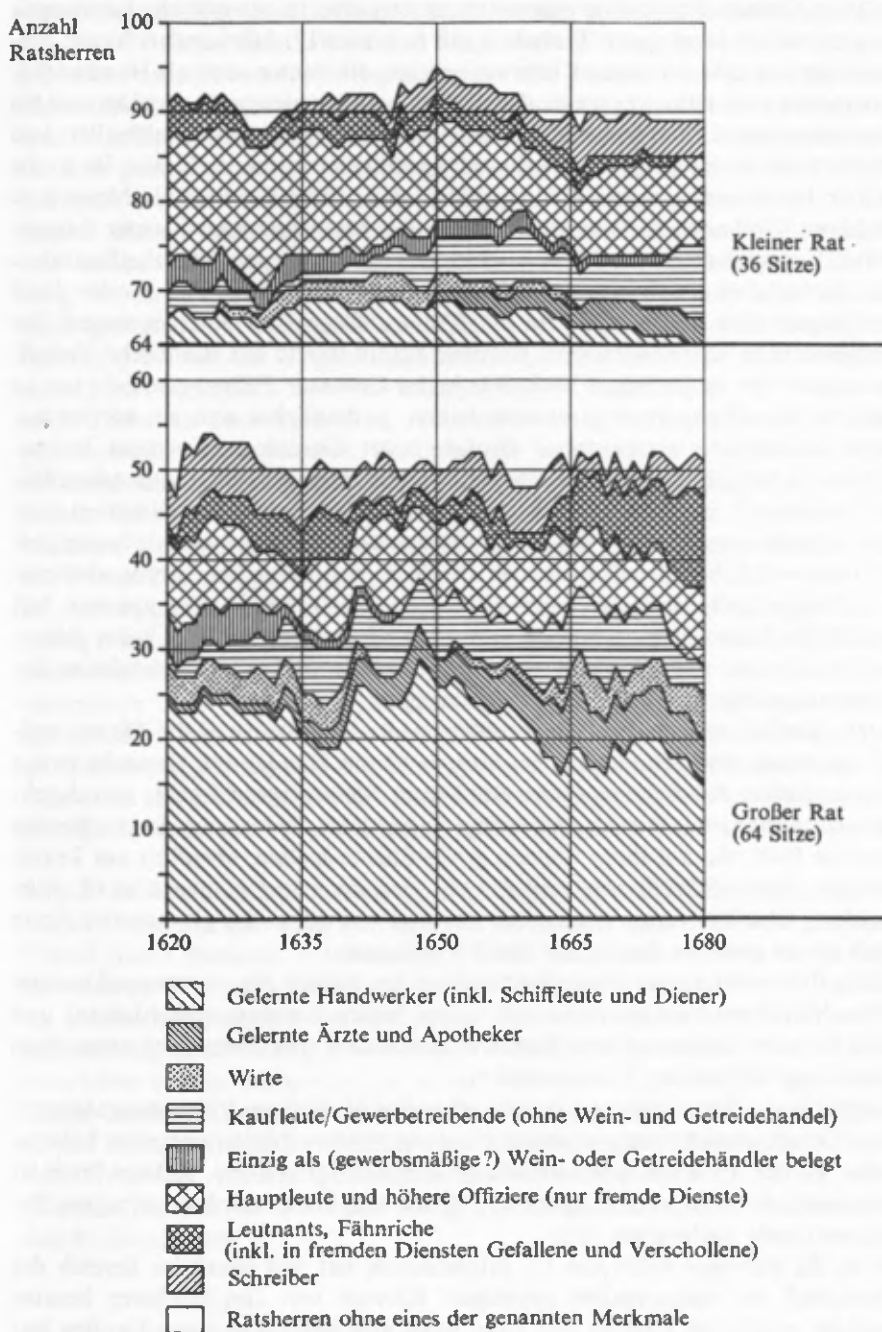 Anzahl
Ratsherren
100
90
80
70
64
60
50
40
30
20
10
Kleiner Rat
(36 Sitze)
Großer Rat
(64 Sitze)
1620 1635 1650 1665 1680
Gelernte Handwerker (inkl. Schiffleute und Diener)
Gelernte Ärzte und Apotheker
Wirte
Kaufleute/Gewerbetreibende (ohne Wein- und Getreidehandel)
Einzig als (gewerbsmäßige?) Wein- oder Getreidehändler belegt
Hauptleute und höhere Offiziere (nur fremde Dienste)
Leutnants, Fähnriche
(inkl. in fremden Diensten Gefallene und Verschollene)
Schreiber
Ratsherren ohne eines der genannten Merkmale